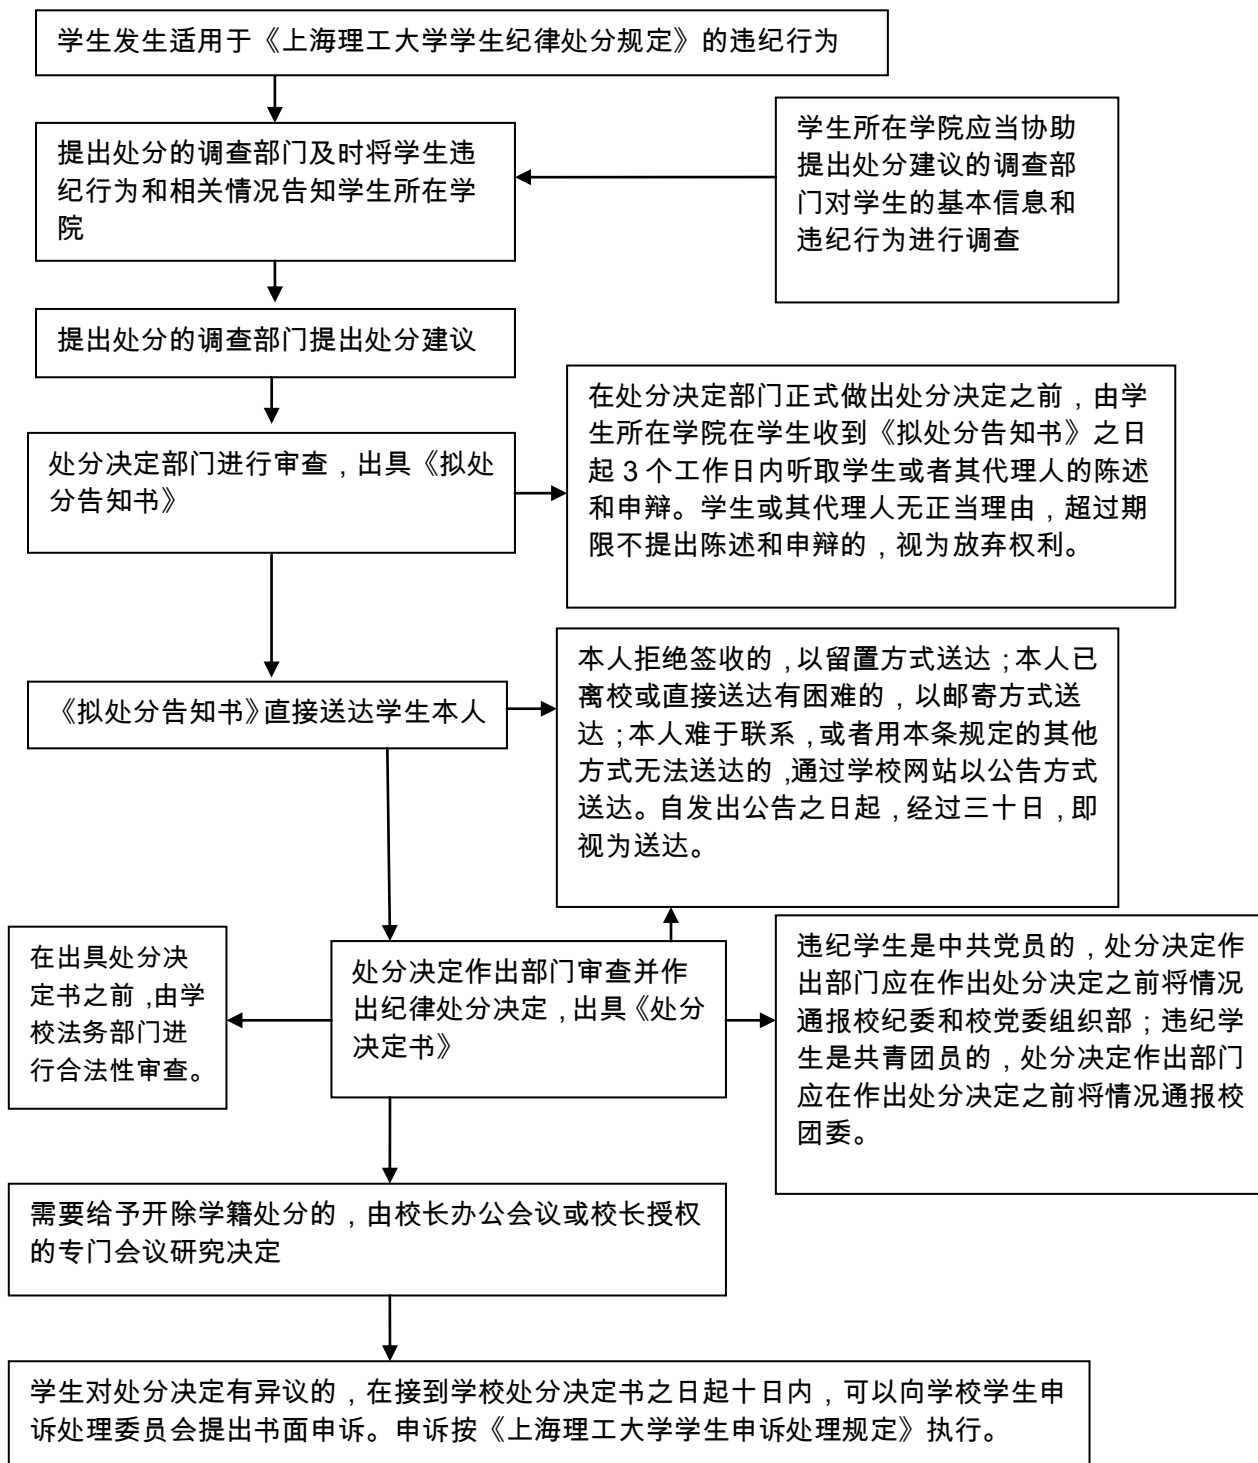 学生发生适用于《上海理工大学学生纪律处分规定》的违纪行为
提出处分的调查部门及时将学生违
纪行为和相关情况告知学生所在学
院
学生所在学院应当协助
提出处分建议的调查部
门对学生的基本信息和
违纪行为进行调查
提出处分的调查部门提出处分建议
处分决定部门进行审查，出具《拟处
分告知书》
在处分决定部门正式做出处分决定之前，由学
生所在学院在学生收到《拟处分告知书》之日
起 3 个工作日内听取学生或者其代理人的陈述
和申辩。学生或其代理人无正当理由，超过期
限不提出陈述和申辩的，视为放弃权利。
《拟处分告知书》直接送达学生本人
本人拒绝签收的，以留置方式送达；本人已
离校或直接送达有困难的，以邮寄方式送
达；本人难于联系，或者用本条规定的其他
方式无法送达的，通过学校网站以公告方式
送达。自发出公告之日起，经过三十日，即
视为送达。
在出具处分决
定书之前，由学
校法务部门进
行合法性审查。
处分决定作出部门审查并作
出纪律处分决定，出具《处分
决定书》
违纪学生是中共党员的，处分决定作
出部门应在作出处分决定之前将情况
通报校纪委和校党委组织部；违纪学
生是共青团员的，处分决定作出部门
应在作出处分决定之前将情况通报校
团委。
需要给予开除学籍处分的，由校长办公会议或校长授权
的专门会议研究决定
学生对处分决定有异议的，在接到学校处分决定书之日起十日内，可以向学校学生申
诉处理委员会提出书面申诉。申诉按《上海理工大学学生申诉处理规定》执行。